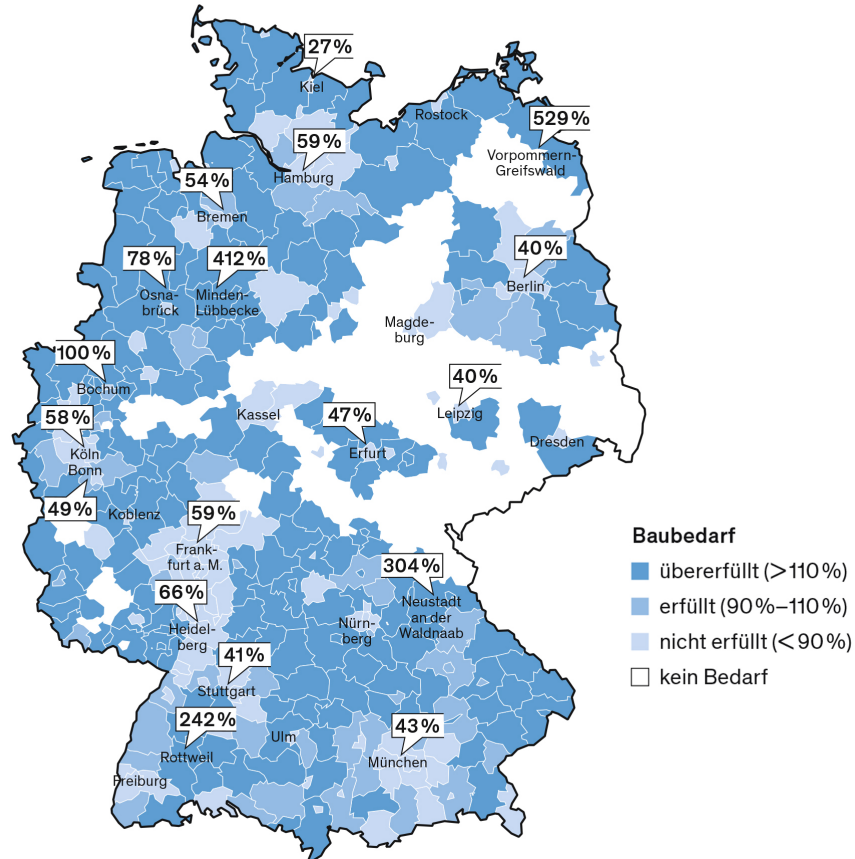 27 %
Kiel
Rostock
529 %
Vorpommern-
Greifswald
59 %
Hamburg
54 %
Bremen
78 %
Osna-
brück
412 %
Minden-
Lübbecke
40 %
Berlin
Magde-
burg
100 %
Bochum
Kassel
40 %
Leipzig
47 %
Erfurt
58 %
Köln
Bonn
49 %
Dresden
Koblenz
59 %
Frank-
furt a. M.
304 %
Neustadt
an der
Waldnaab
66 %
Heidel-
berg
Nürn-
berg
41 %
Stuttgart
242 %
Rottweil
Ulm
43 %
München
Freiburg
Baubedarf
übererfüllt (>110 %)
erfüllt (90 %–110 %)
nicht erfüllt (<90 %)
kein Bedarf